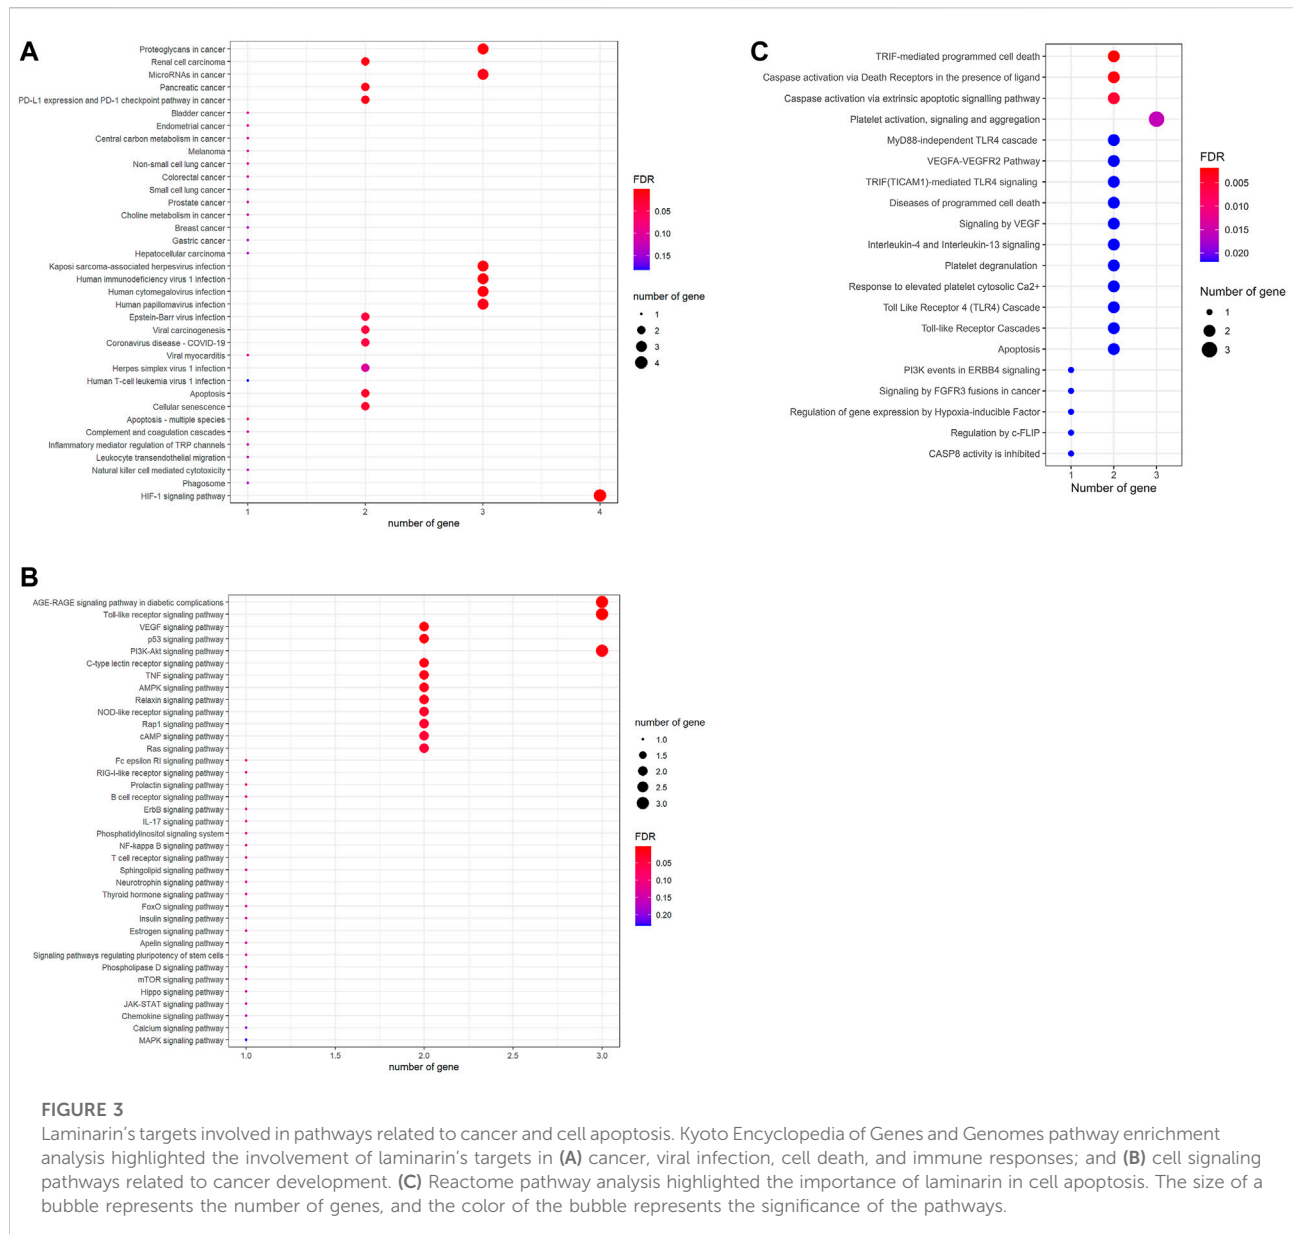 A
Proteoglycans in cancer
Renal cell carcinoma
MicroRNAs in cancer
Pancreatic cancer
PD-L1 expression and PD-1 checkpoint pathway in cancer
Bladder cancer
Endometrial cancer
Central carbon metabolism in cancer
Melanoma
Non-small cell lung cancer
Colorectal cancer
Small cell lung cancer
Prostate cancer
Choline metabolism in cancer
Breast cancer
Gastric cancer
Hepatocellular carcinoma
Kaposi sarcoma-associated herpesvirus infection
Human immunodeficiency virus 1 infection
Human cytomegalovirus infection
Human papillomavirus infection
Epstein-Barr virus infection
Viral carcinogenesis
Coronavirus disease - COVID-19
Viral myocarditis
Herpes simplex virus 1 infection
Human T-cell leukemia virus 1 infection
Apoptosis
Cellular senescence
Apoptosis - multiple species
Complement and coagulation cascades
Inflammatory mediator regulation of TRP channels
Leukocyte transendothelial migration
Natural killer cell mediated cytotoxicity
Phagosome
HIF-1 signaling pathway
1 2 3 4
number of gene
FDR
0.05
0.10
0.15
number of gene
1
2
3
4
C
TRIF-mediated programmed cell death
Caspase activation via Death Receptors in the presence of ligand
Caspase activation via extrinsic apoptotic signalling pathway
Platelet activation, signaling and aggregation
MyD88-independent TLR4 cascade
VEGFA-VEGFR2 Pathway
TRIF(TICAM1)-mediated TLR4 signaling
Diseases of programmed cell death
Signaling by VEGF
Interleukin-4 and Interleukin-13 signaling
Platelet degranulation
Response to elevated platelet cytosolic Ca2+
Toll Like Receptor 4 (TLR4) Cascade
Toll-like Receptor Cascades
Apoptosis
PI3K events in ERBB4 signaling
Signaling by FGFR3 fusions in cancer
Regulation of gene expression by Hypoxia-inducible Factor
Regulation by c-FLIP
CASP8 activity is inhibited
1 2 3
Number of gene
FDR
0.005
0.010
0.015
0.020
Number of gene
1
2
3
B
AGE-RAGE signaling pathway in diabetic complications
Toll-like receptor signaling pathway
VEGF signaling pathway
p53 signaling pathway
PI3K-Akt signaling pathway
C-type lectin receptor signaling pathway
TNF signaling pathway
AMPK signaling pathway
Relaxin signaling pathway
NOD-like receptor signaling pathway
Rap1 signaling pathway
cAMP signaling pathway
Ras signaling pathway
Fc epsilon RI signaling pathway
RIG-I-like receptor signaling pathway
Prolactin signaling pathway
B cell receptor signaling pathway
ErbB signaling pathway
IL-17 signaling pathway
Phosphatidylinositol signaling system
NF-kappa B signaling pathway
T cell receptor signaling pathway
Sphingolipid signaling pathway
Neurotrophin signaling pathway
Thyroid hormone signaling pathway
FoxO signaling pathway
Insulin signaling pathway
Estrogen signaling pathway
Apelin signaling pathway
Signaling pathways regulating pluripotency of stem cells
Phospholipase D signaling pathway
mTOR signaling pathway
Hippo signaling pathway
JAK-STAT signaling pathway
Chemokine signaling pathway
Calcium signaling pathway
MAPK signaling pathway
1.0 1.5 2.0 2.5 3.0
number of gene
number of gene
1.0
1.5
2.0
2.5
3.0
FDR
0.05
0.10
0.15
0.20
FIGURE 3
Laminarin's targets involved in pathways related to cancer and cell apoptosis. Kyoto Encyclopedia of Genes and Genomes pathway enrichment
analysis highlighted the involvement of laminarin's targets in (A) cancer, viral infection, cell death, and immune responses; and (B) cell signaling
pathways related to cancer development. (C) Reactome pathway analysis highlighted the importance of laminarin in cell apoptosis. The size of a
bubble represents the number of genes, and the color of the bubble represents the significance of the pathways.